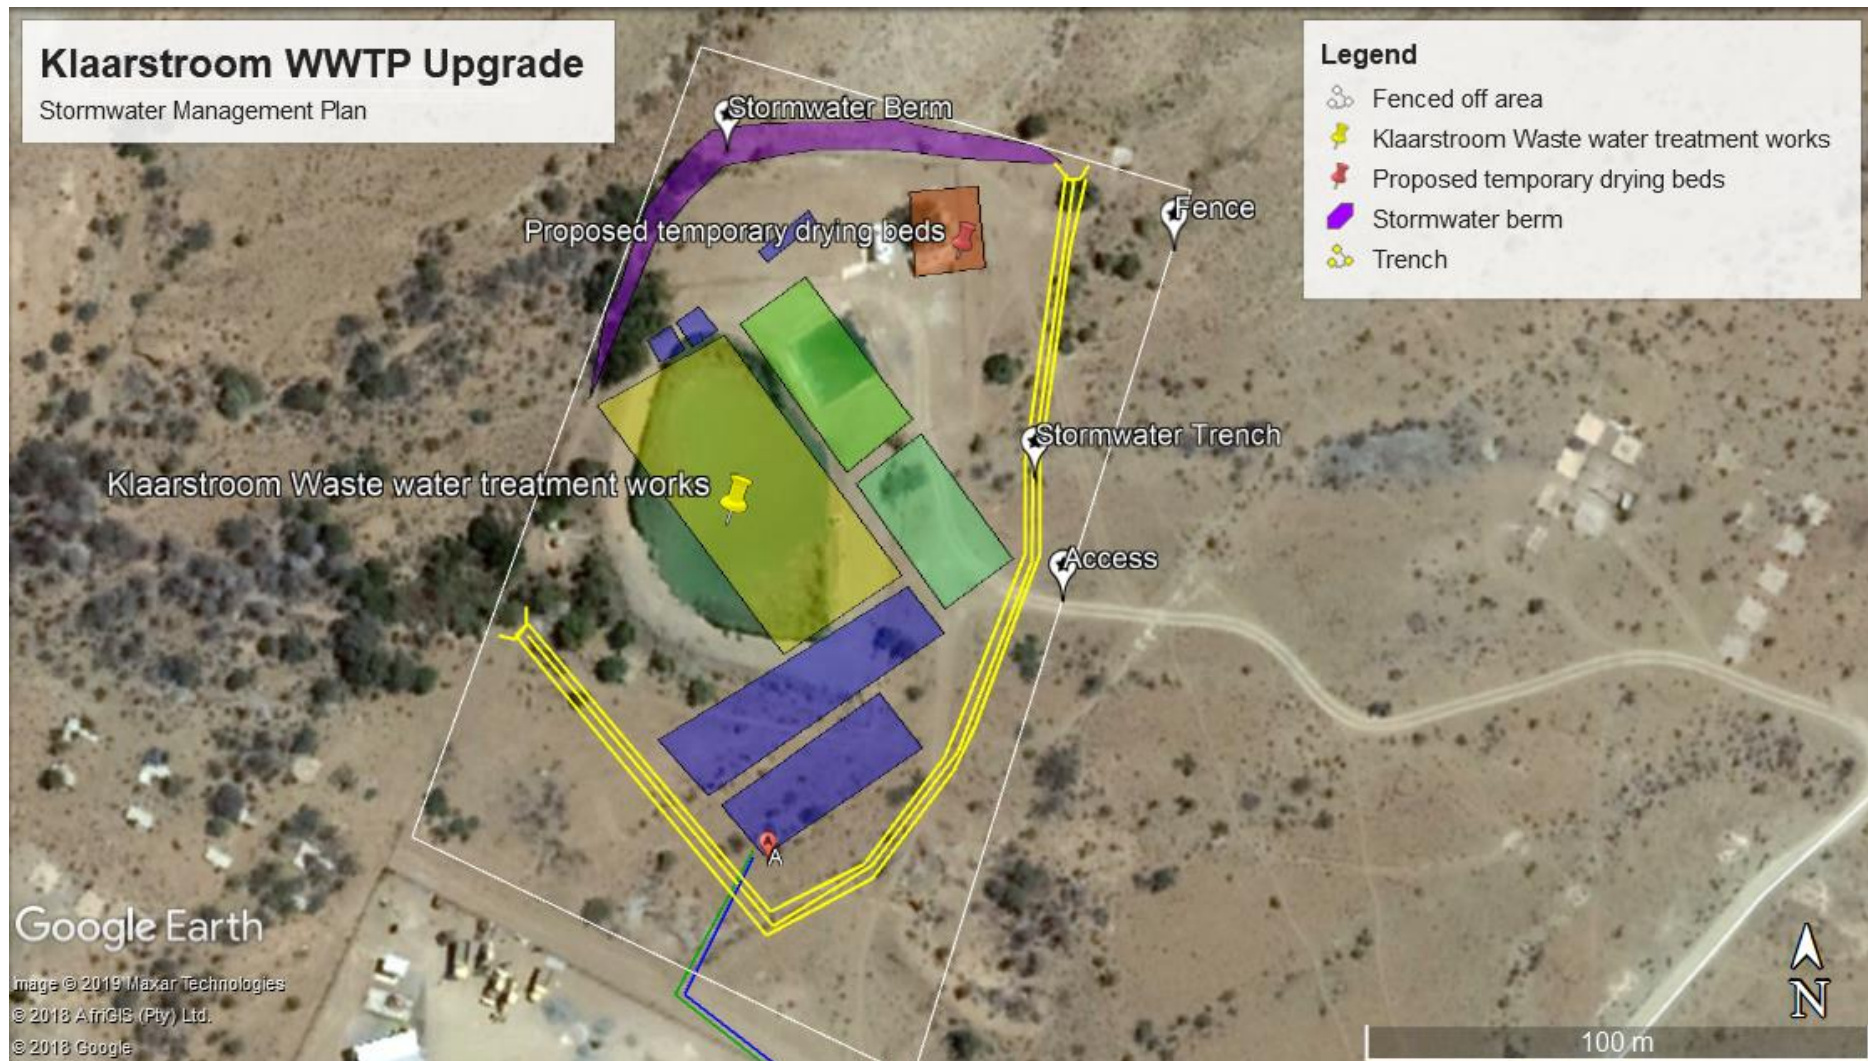 Klaarstroom WWTP Upgrade
Stormwater Management Plan
Legend
Fenced off area
Klaarstroom Waste water treatment works
Proposed temporary drying beds
Stormwater berm
Trench
Stormwater Berm
Fence
Proposed temporary drying beds
Stormwater Trench
Klaarstroom Waste water treatment works
Access
A
A
Google Earth
Image © 2019 Maxar Technologies
© 2018 AfriGIS (Pty) Ltd.
© 2018 Google
N
100 m